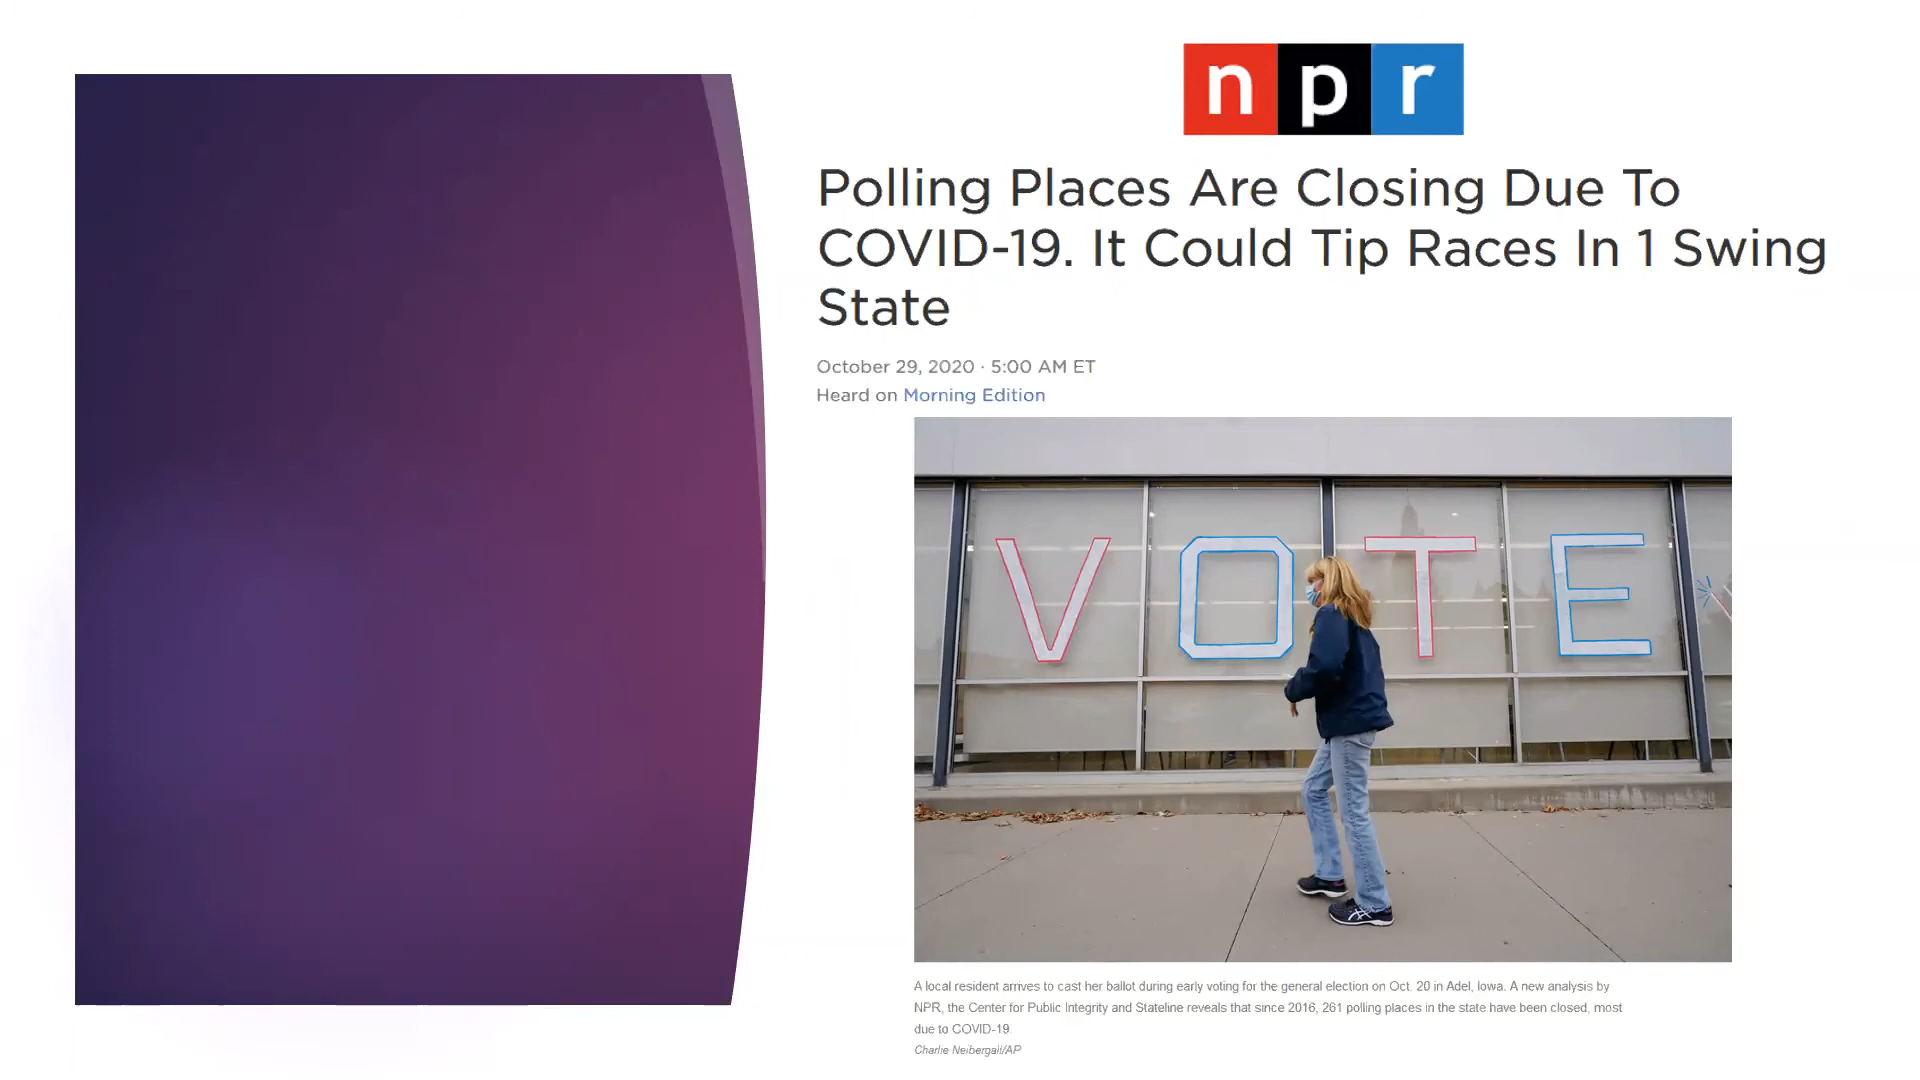 npr
Polling Places Are Closing Due To
COVID-19. It Could Tip Races In 1 Swing
State
October 29, 2020 · 5:00 AM ET
Heard on Morning Edition
VOTE
A local resident arrives to cast her ballot during early voting for the general election on Oct. 20 in Adel, Iowa. A new analysis by
NPR, the Center for Public Integrity and Stateline reveals that since 2016, 261 polling places in the state have been closed, most
due to COVID-19.
Charlie Neibergall/AP